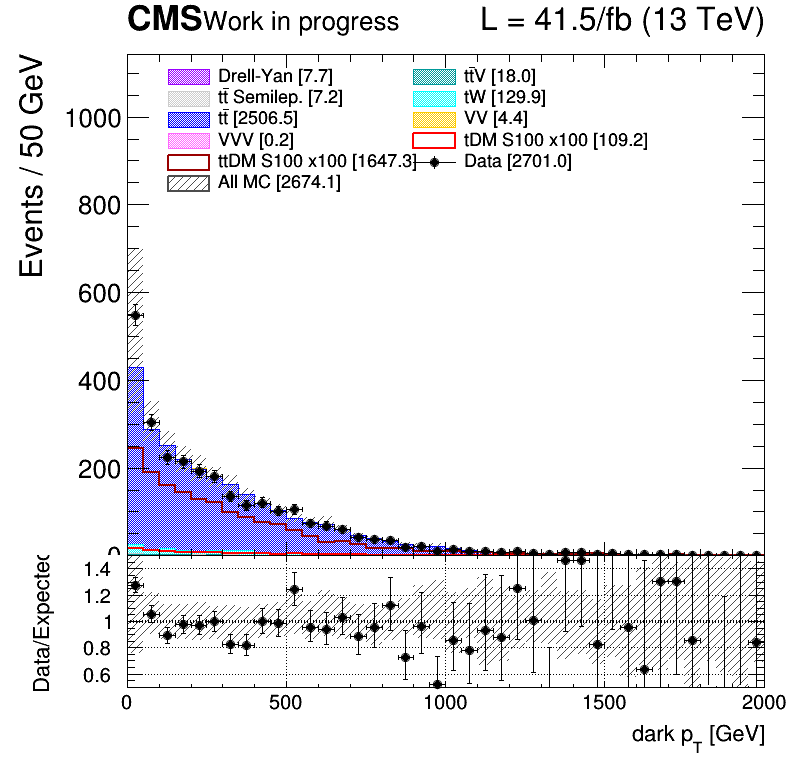 CMS Work in progress L = 41.5/fb (13 TeV)
Events / 50 GeV
Drell-Yan [7.7] tt̄V [18.0]
tt̄ Semilep. [7.2] tW [129.9]
tt̄ [2506.5] VV [4.4]
VVV [0.2] tDM S100 x100 [109.2]
ttDM S100 x100 [1647.3] Data [2701.0]
All MC [2674.1]
1000
800
600
400
200
0
Data/Expected
1.4
1.2
1
0.8
0.6
0 500 1000 1500 2000
dark p_T [GeV]